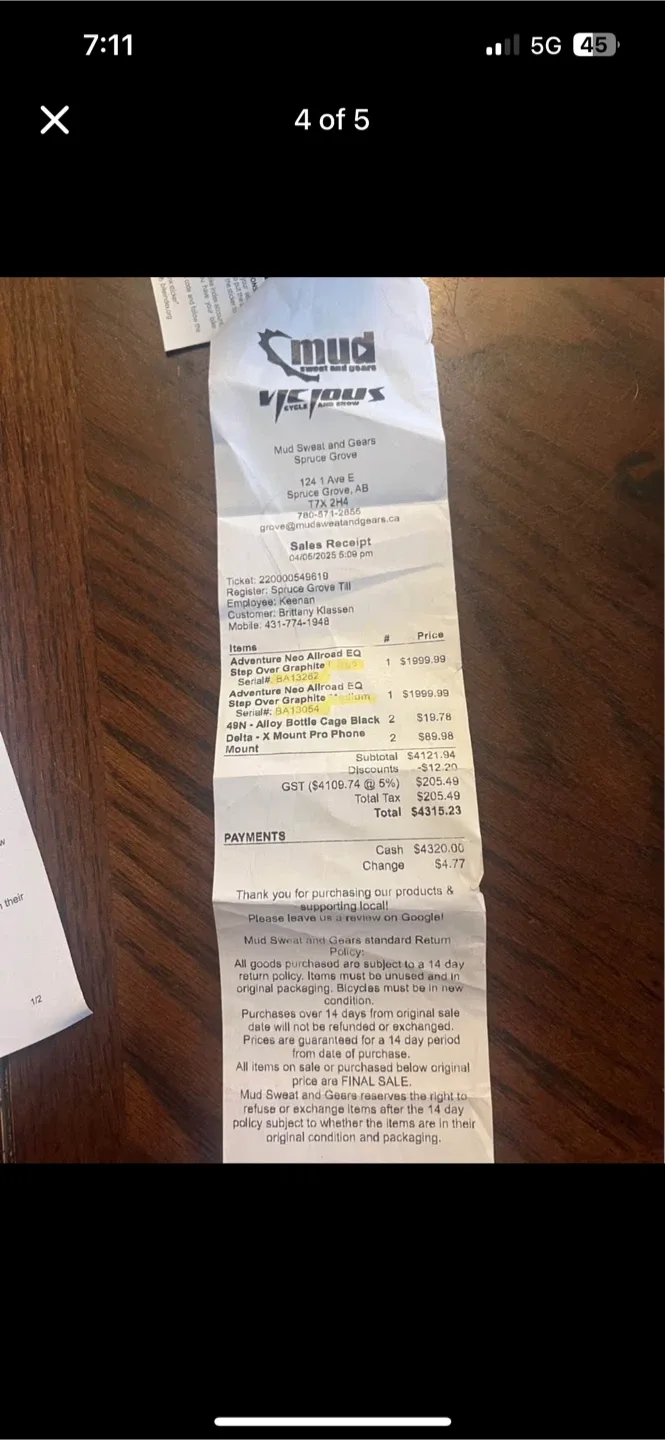 7:11
5G 45
4 of 5
mud
sweat and gears
VICIOUS
CYCLE AND SNOW
Mud Sweat and Gears
Spruce Grove
124 1 Ave E
Spruce Grove, AB
T7X 2H4
780-571-2855
grove@mudsweatandgears.ca
Sales Receipt
04/05/2025 5:09 pm
Ticket: 220000549619
Register: Spruce Grove Till
Employee: Keenan
Customer: Brittany Klassen
Mobile: 431-774-1948
Items # Price
Adventure Neo Allroad EQ
Step Over Graphite 1 $1999.99
Serial#: BA13262
Adventure Neo Allroad EQ
Step Over Graphite Medium 1 $1999.99
Serial#: BA13054
49N - Alloy Bottle Cage Black 2 $19.78
Delta - X Mount Pro Phone 2 $89.98
Mount
Subtotal $4121.94
Discounts -$12.20
GST ($4109.74 @ 5%) $205.49
Total Tax $205.49
Total $4315.23
PAYMENTS
Cash $4320.00
Change $4.77
Thank you for purchasing our products &
supporting local!
Please leave us a review on Google!
Mud Sweat and Gears standard Return
Policy:
All goods purchased are subject to a 14 day
return policy. Items must be unused and in
original packaging. Bicycles must be in new
condition.
Purchases over 14 days from original sale
date will not be refunded or exchanged.
Prices are guaranteed for a 14 day period
from date of purchase.
All items on sale or purchased below original
price are FINAL SALE.
Mud Sweat and Gears reserves the right to
refuse or exchange items after the 14 day
policy subject to whether the items are in their
original condition and packaging.
their
1/2